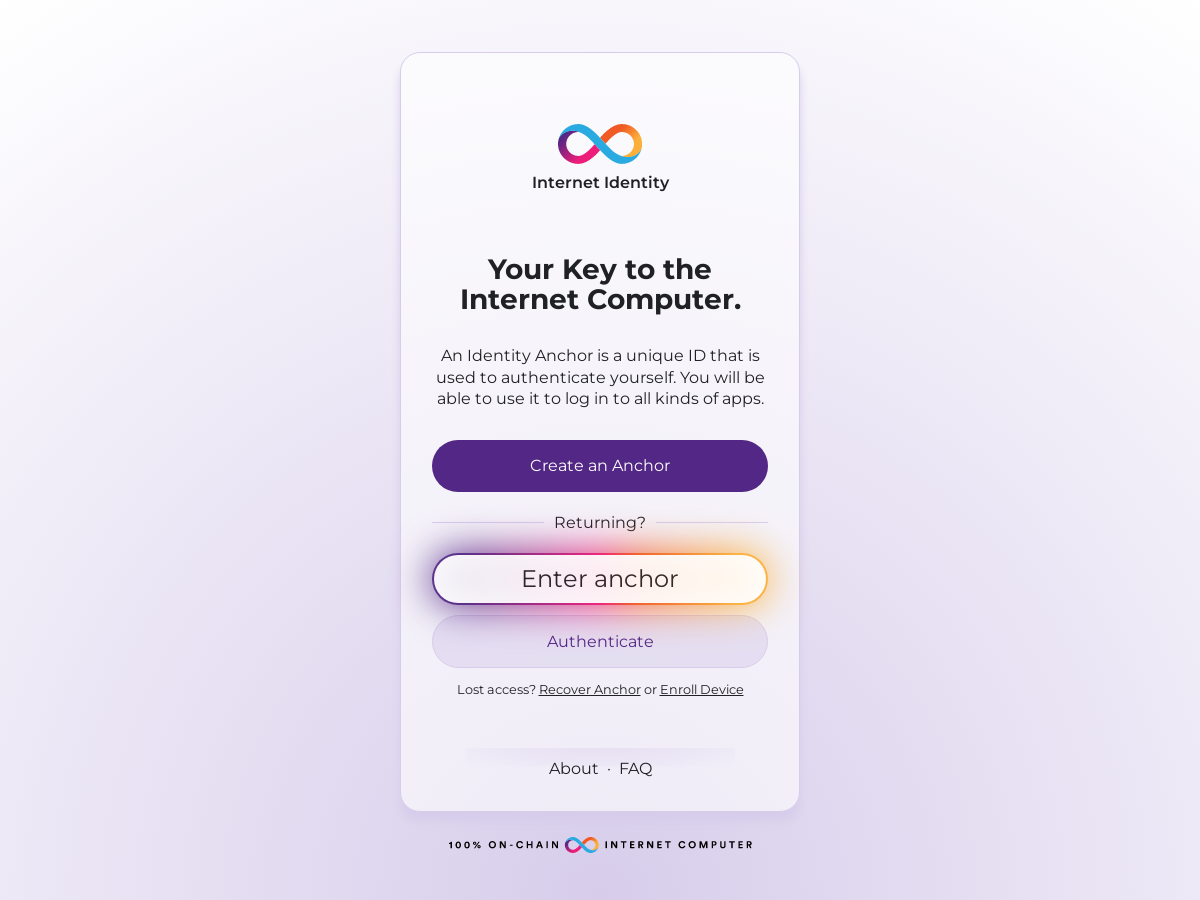 Internet Identity
Your Key to the
Internet Computer.
An Identity Anchor is a unique ID that is
used to authenticate yourself. You will be
able to use it to log in to all kinds of apps.
Create an Anchor
Returning?
Enter anchor
Authenticate
Lost access? Recover Anchor or Enroll Device
About · FAQ
100% ON-CHAIN INTERNET COMPUTER